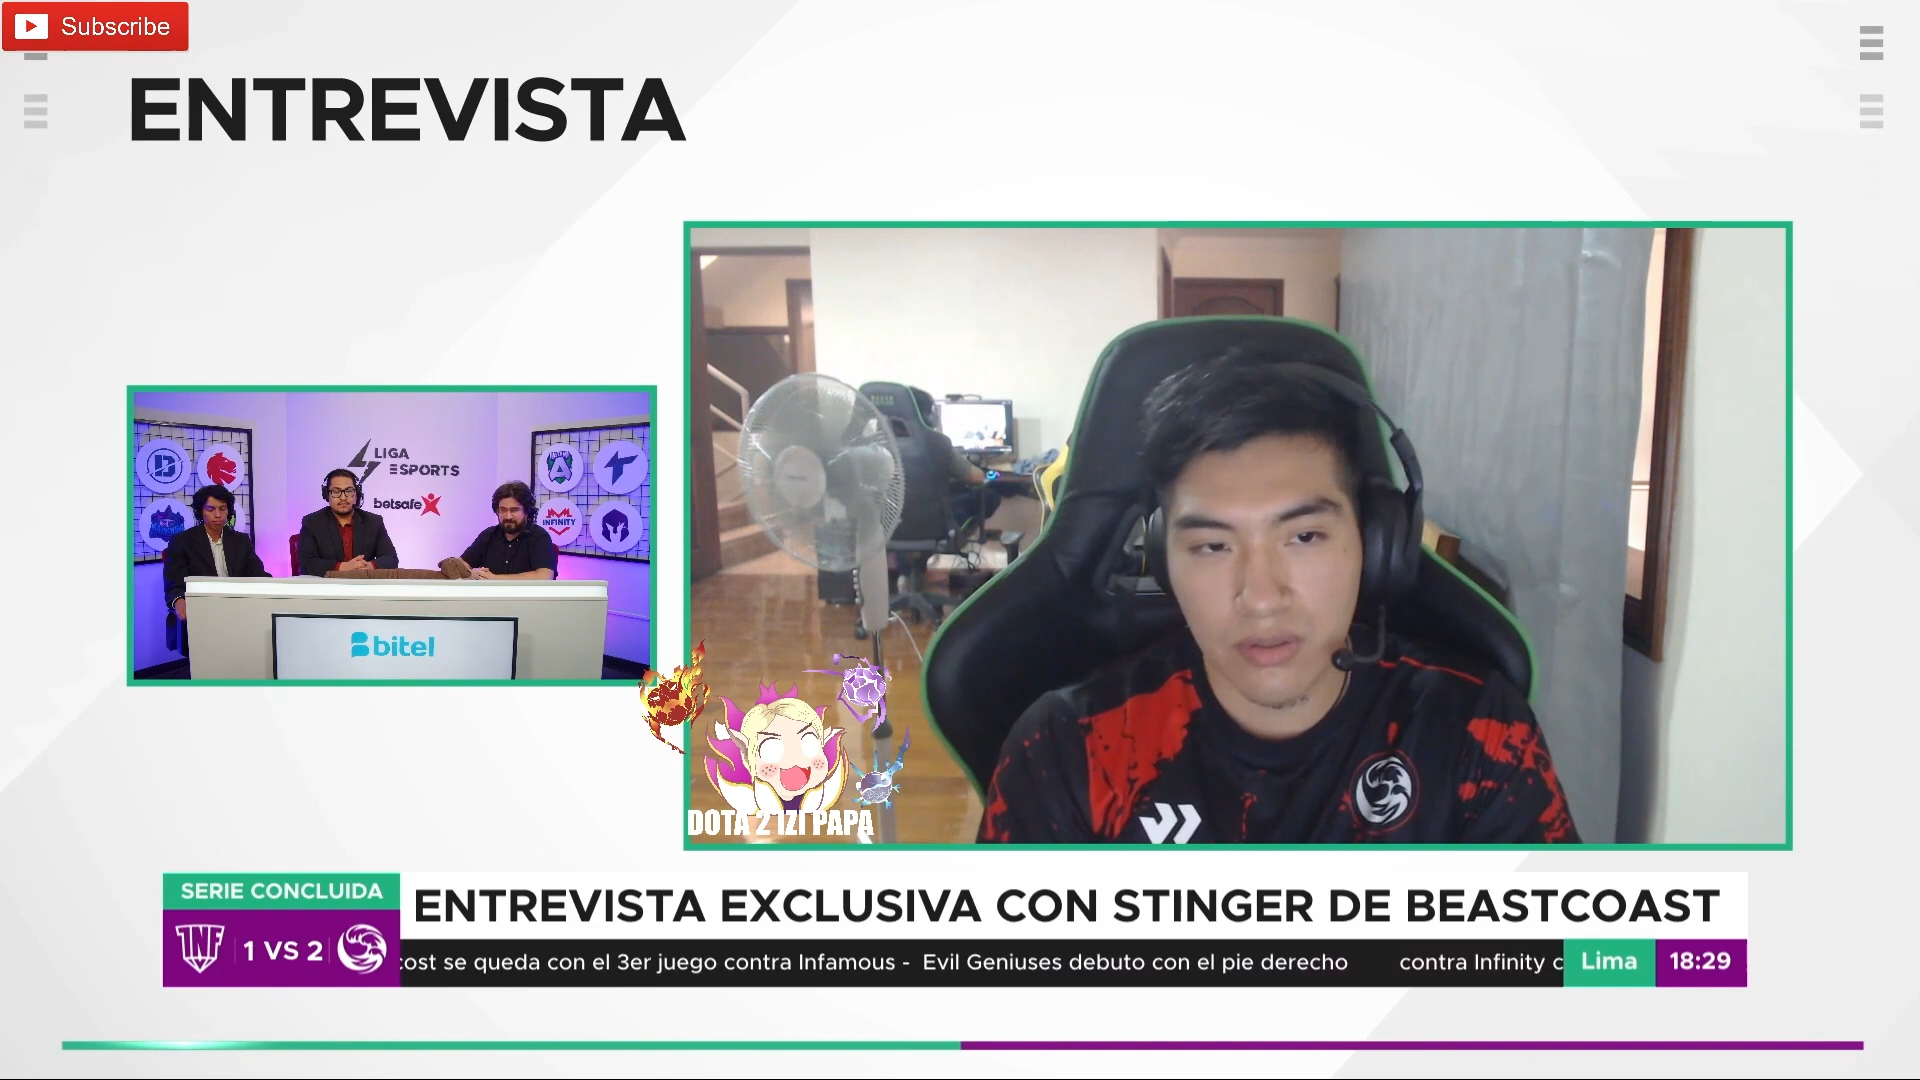 Subscribe
ENTREVISTA
LIGA
ESPORTS
betsafe
INFINITY
bitel
DOTA 2 IZI PAPA
SERIE CONCLUIDA
ENTREVISTA EXCLUSIVA CON STINGER DE BEASTCOAST
INF 1 VS 2
cost se queda con el 3er juego contra Infamous - Evil Geniuses debuto con el pie derecho contra Infinity c
Lima 18:29